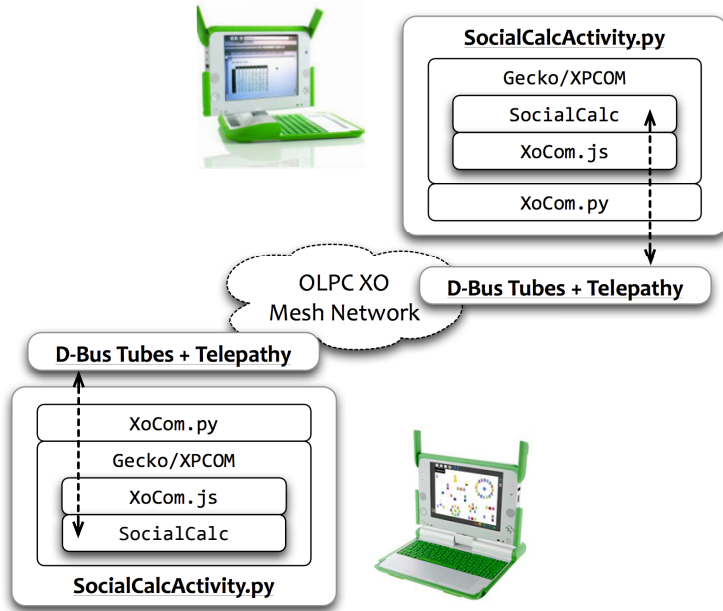 SocialCalcActivity.py
Gecko/XPCOM
SocialCalc
XoCom.js
XoCom.py
OLPC XO
Mesh Network
D-Bus Tubes + Telepathy
D-Bus Tubes + Telepathy
XoCom.py
Gecko/XPCOM
XoCom.js
SocialCalc
SocialCalcActivity.py